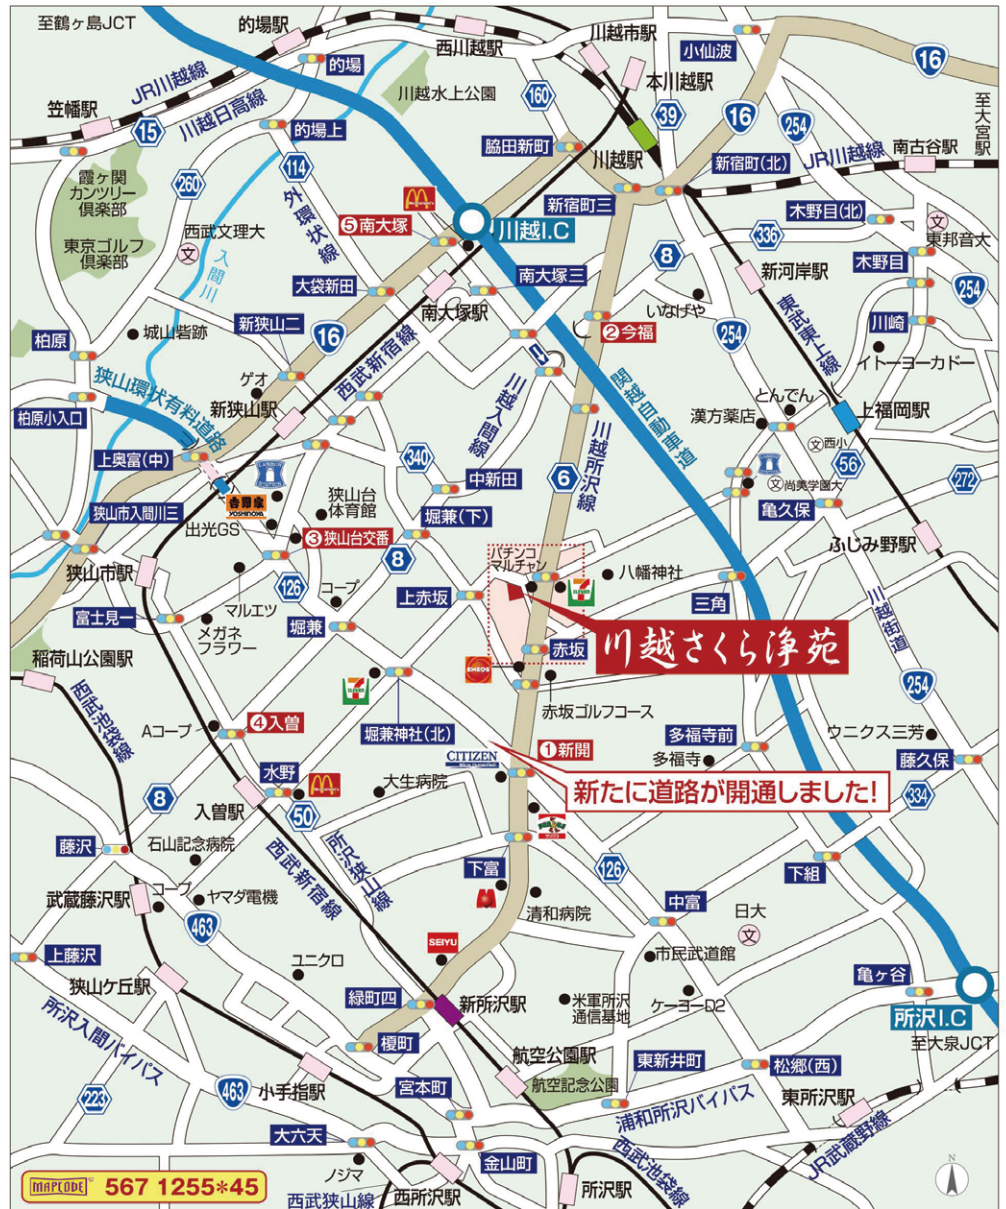 至鶴ヶ島JCT
的場駅
西川越駅
川越市駅
小仙波
16
本川越駅
的場
JR川越線
川越水上公園
160
39
16
254
至大宮駅
笠幡駅
15
川越日高線
的場上
脇田新町
川越駅
新宿町(北)
JR川越線
南古谷駅
114
外環状線
霞ヶ関
カンツリー
倶楽部
260
新宿町三
木野目(北)
東邦音大
文
McDonald's
⑤南大塚
川越I.C
西武文理大
文
東京ゴルフ
倶楽部
入間川
336
8
新河岸駅
木野目
大袋新田
南大塚三
254
南大塚駅
いなげや
東武東上線
川崎
城山砦跡
新狭山二
16
②今福
254
イトーヨーカドー
柏原
西武新宿線
狭山環状有料道路
ゲオ
新狭山駅
川越入間線
関越自動車道
とんでん
漢方薬店
上福岡駅
柏原小入口
川越所沢線
文西小
上奥富(中)
340
中新田
6
56
文尚美学園大
272
LAWSON
吉野家
YOSHINOYA
狭山台
体育館
亀久保
狭山市入間川三
出光GS
堀兼(下)
③狭山台交番
ふじみ野駅
狭山市駅
8
パチンコ
マルチャン
八幡神社
126
コープ
上赤坂
7
ELEVEN
三角
川越街道
富士見一
マルエツ
メガネ
フラワー
堀兼
赤坂
川越さくら浄苑
稲荷山公園駅
ENEOS
西武池袋線
7
ELEVEN
254
赤坂ゴルフコース
Aコープ
④入曽
堀兼神社(北)
①新開
多福寺前
多福寺
ウニクス三芳
藤久保
CITIZEN
水野
McDonald's
大生病院
新たに道路が開通しました!
8
入曽駅
50
334
石山記念病院
所沢狭山線
藤沢
西武新宿線
下富
126
下組
武蔵藤沢駅
コープ
ヤマダ電機
清和病院
中富
日大
文
463
SEIYU
市民武道館
上藤沢
ユニクロ
狭山ヶ丘駅
亀ヶ谷
緑町四
新所沢駅
米軍所沢
通信基地
ケーヨーD2
所沢I.C
所沢入間バイパス
榎町
航空公園駅
至大泉JCT
東新井町
松郷(西)
223
463
小手指駅
宮本町
航空記念公園
東所沢駅
浦和所沢バイパス
大六天
金山町
西武池袋線
JR武蔵野線
ノジマ
MAPCODE 567 1255*45
西武狭山線
西所沢駅
所沢駅
N